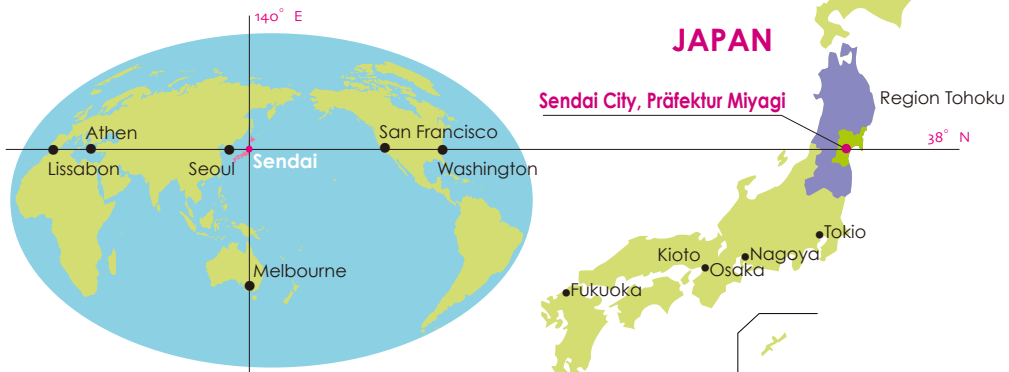 140° E
Athen
San Francisco
Lissabon
Seoul
Sendai
Washington
Melbourne
JAPAN
Sendai City, Präfektur Miyagi
Region Tohoku
38° N
Tokio
Kioto
Nagoya
Osaka
Fukuoka